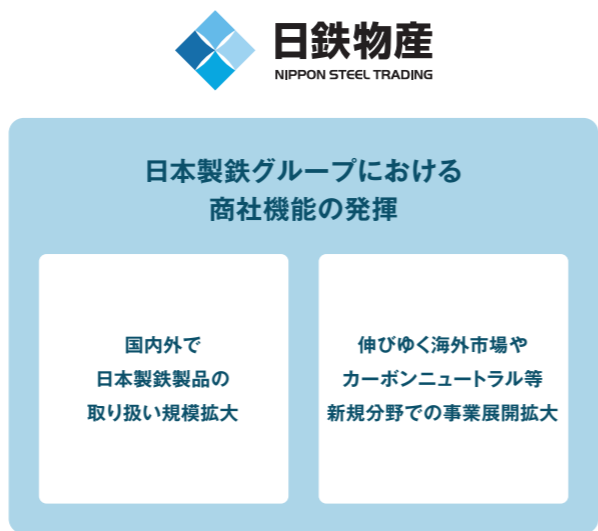 日鉄物産
NIPPON STEEL TRADING
日本製鉄グループにおける
商社機能の発揮
国内外で
日本製鉄製品の
取り扱い規模拡大
伸びゆく海外市場や
カーボンニュートラル等
新規分野での事業展開拡大